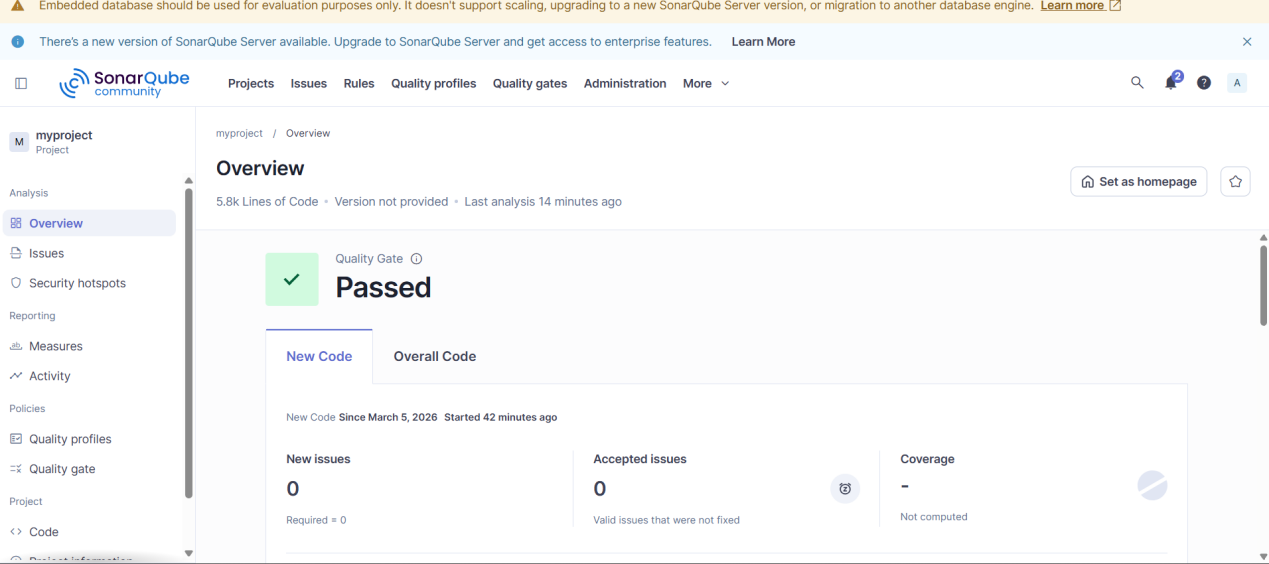 Embedded database should be used for evaluation purposes only. It doesn't support scaling, upgrading to a new SonarQube Server version, or migration to another database engine. Learn more
There's a new version of SonarQube Server available. Upgrade to SonarQube Server and get access to enterprise features. Learn More
SonarQube community
Projects Issues Rules Quality profiles Quality gates Administration More
2
A
M
myproject
Project
Analysis
Overview
Issues
Security hotspots
Reporting
Measures
Activity
Policies
Quality profiles
Quality gate
Project
Code
Project information
myproject / Overview
Overview
5.8k Lines of Code • Version not provided • Last analysis 14 minutes ago
Set as homepage
Quality Gate
Passed
New Code
Overall Code
New Code Since March 5, 2026 Started 42 minutes ago
New issues
0
Required = 0
Accepted issues
0
Valid issues that were not fixed
Coverage
-
Not computed